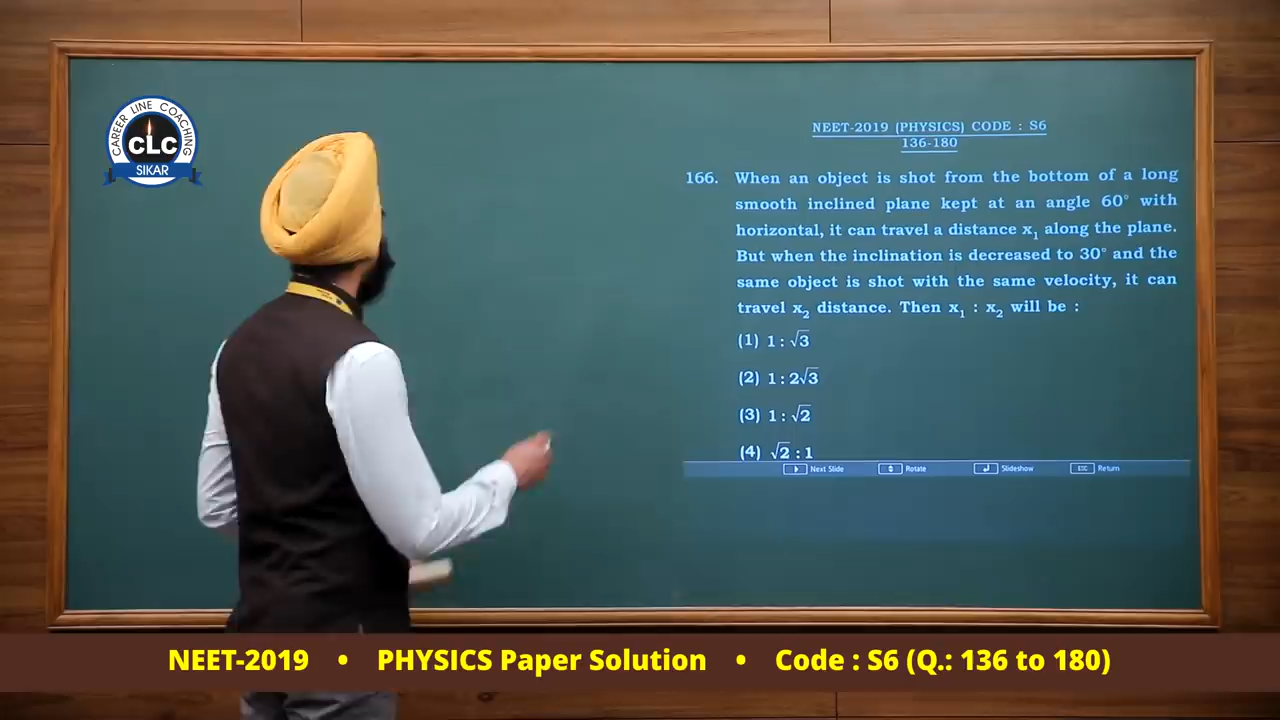 CAREER LINE COACHING
CLC
SIKAR
NEET-2019 (PHYSICS) CODE : S6
136-180
166. When an object is shot from the bottom of a long
smooth inclined plane kept at an angle 60° with
horizontal, it can travel a distance x₁ along the plane.
But when the inclination is decreased to 30° and the
same object is shot with the same velocity, it can
travel x₂ distance. Then x₁ : x₂ will be :
(1) 1 : √3
(2) 1 : 2√3
(3) 1 : √2
(4) √2 : 1
Next Slide Rotate Slideshow ESC Return
NEET-2019 • PHYSICS Paper Solution • Code : S6 (Q.: 136 to 180)